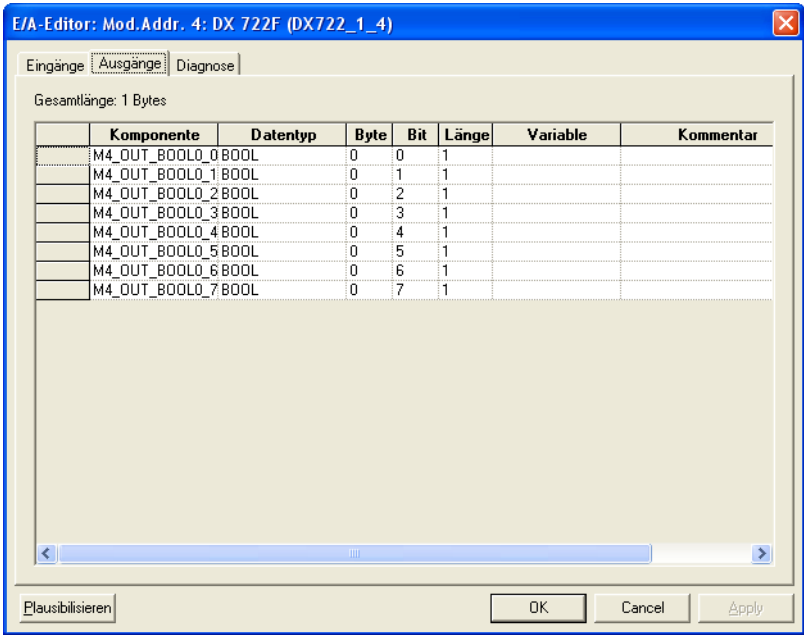 E/A-Editor: Mod.Addr. 4: DX 722F (DX722_1_4)
Eingänge Ausgänge Diagnose
Gesamtlänge: 1 Bytes
Komponente Datentyp Byte Bit Länge Variable Kommentar
M4_OUT_BOOL0_0 BOOL 0 0 1
M4_OUT_BOOL0_1 BOOL 0 1 1
M4_OUT_BOOL0_2 BOOL 0 2 1
M4_OUT_BOOL0_3 BOOL 0 3 1
M4_OUT_BOOL0_4 BOOL 0 4 1
M4_OUT_BOOL0_5 BOOL 0 5 1
M4_OUT_BOOL0_6 BOOL 0 6 1
M4_OUT_BOOL0_7 BOOL 0 7 1
Plausibilisieren OK Cancel Apply